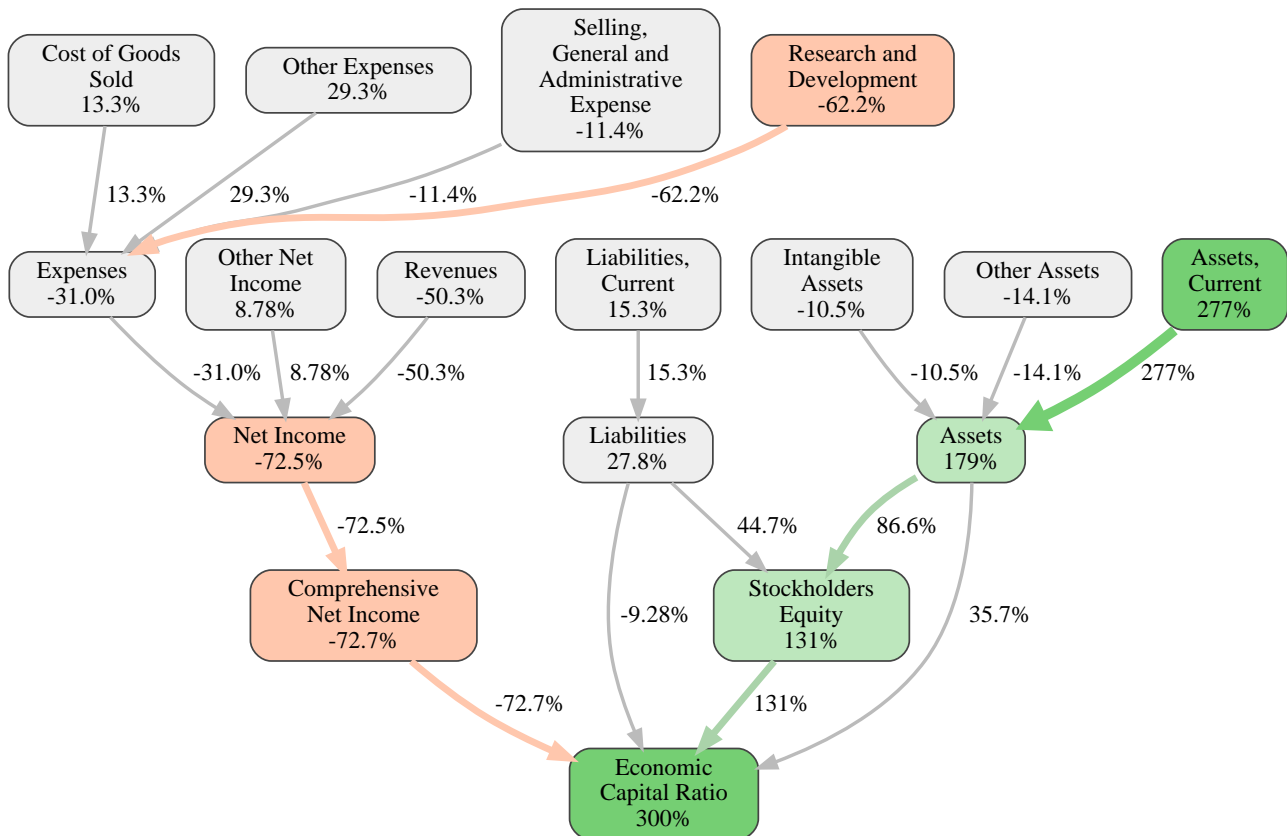 Cost of Goods
Sold
13.3%
Other Expenses
29.3%
Selling,
General and
Administrative
Expense
-11.4%
Research and
Development
-62.2%
13.3%
29.3%
-11.4%
-62.2%
Expenses
-31.0%
Other Net
Income
8.78%
Revenues
-50.3%
Liabilities,
Current
15.3%
Intangible
Assets
-10.5%
Other Assets
-14.1%
Assets,
Current
277%
-31.0%
8.78%
-50.3%
15.3%
-10.5%
-14.1%
277%
Net Income
-72.5%
Liabilities
27.8%
Assets
179%
-72.5%
44.7%
86.6%
Comprehensive
Net Income
-72.7%
-9.28%
Stockholders
Equity
131%
35.7%
-72.7%
131%
Economic
Capital Ratio
300%